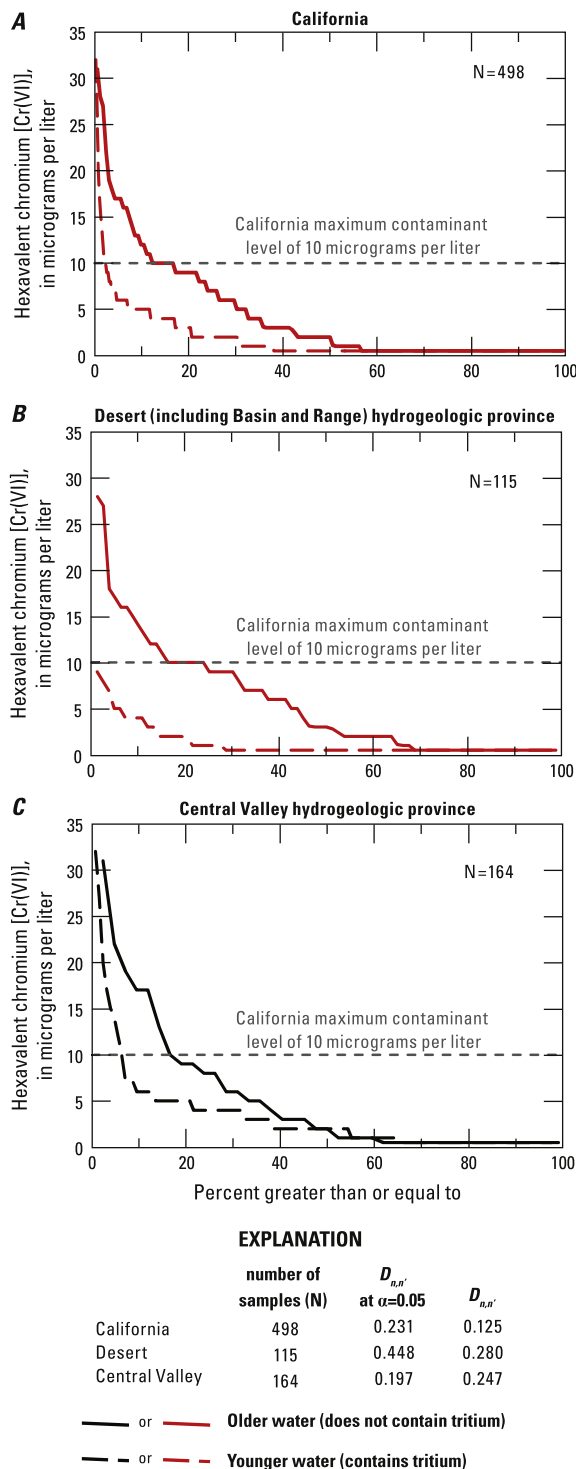 A
California
35
30
25
20
15
10
5
0
Hexavalent chromium [Cr(VI)],
in micrograms per liter
N=498
California maximum contaminant
level of 10 micrograms per liter
0 20 40 60 80 100
B
Desert (including Basin and Range) hydrogeologic province
35
30
25
20
15
10
5
0
Hexavalent chromium [Cr(VI)],
in micrograms per liter
N=115
California maximum contaminant
level of 10 micrograms per liter
0 20 40 60 80 100
C
Central Valley hydrogeologic province
35
30
25
20
15
10
5
0
Hexavalent chromium [Cr(VI)],
in micrograms per liter
N=164
California maximum contaminant
level of 10 micrograms per liter
0 20 40 60 80 100
Percent greater than or equal to
EXPLANATION
number of samples (N) Dn,n′ at α=0.05 Dn,n′
California 498 0.231 0.125
Desert 115 0.448 0.280
Central Valley 164 0.197 0.247
or Older water (does not contain tritium)
or Younger water (contains tritium)